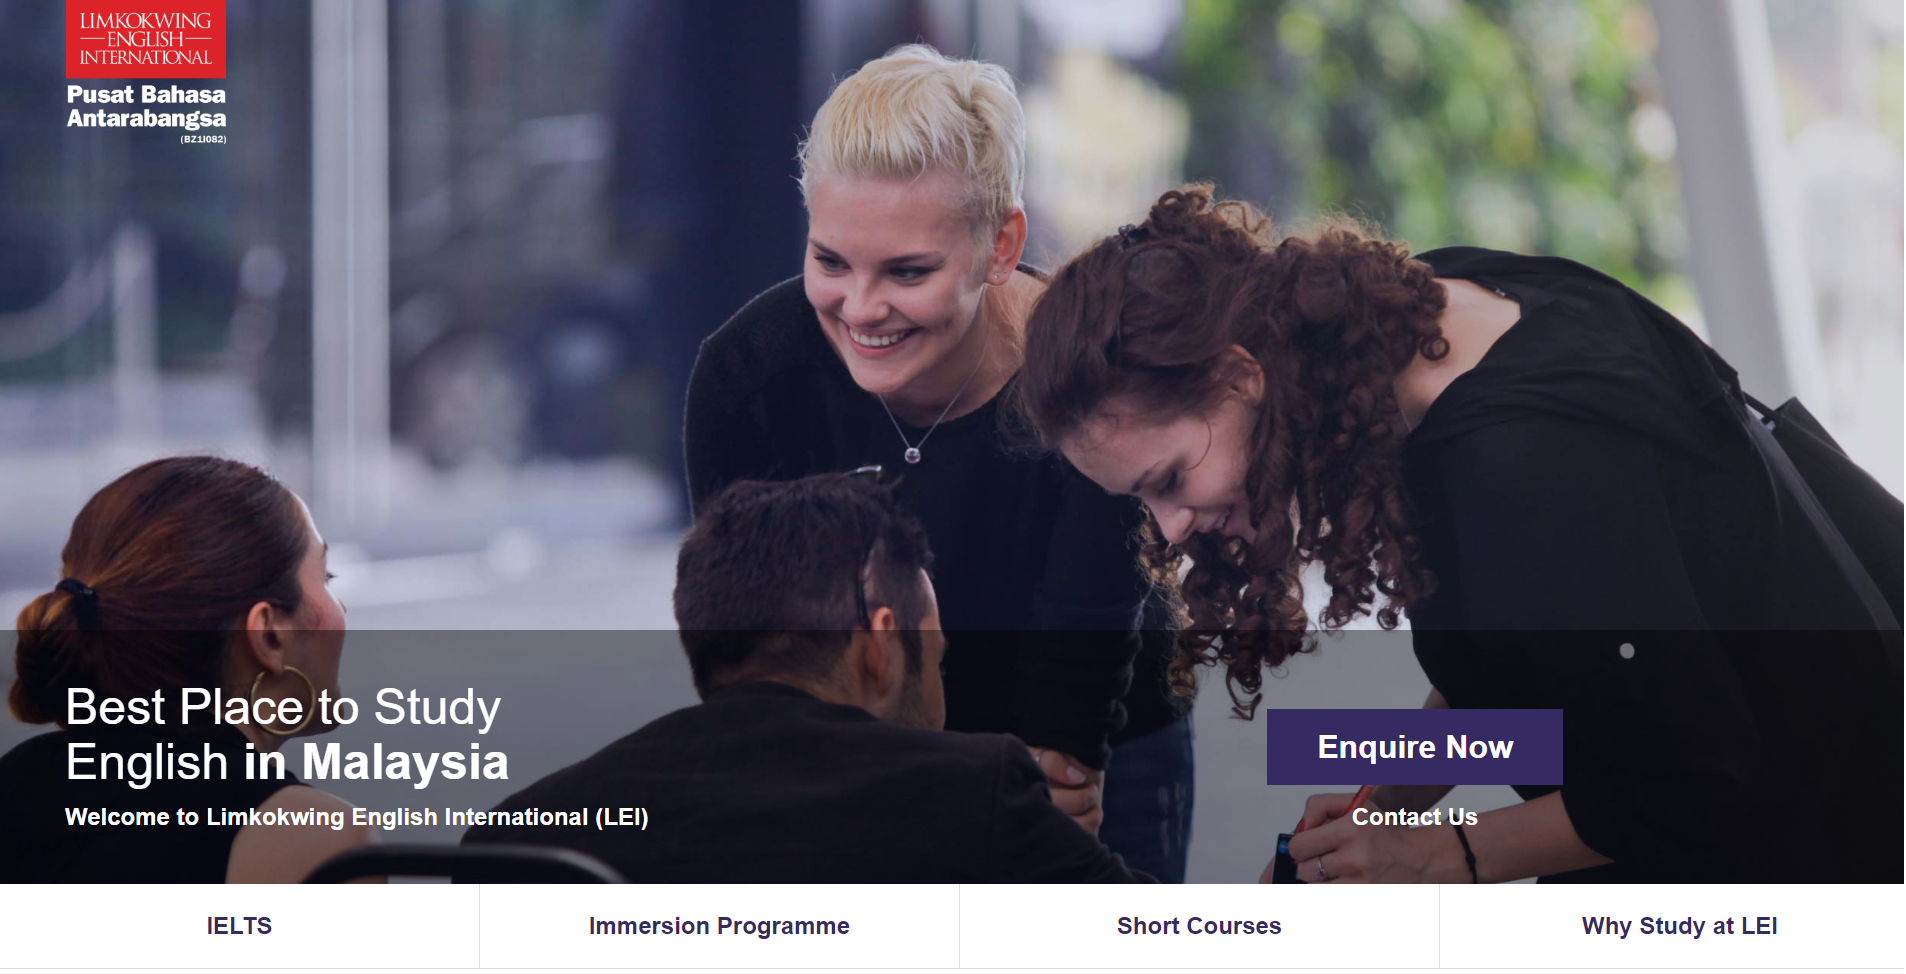 LIMKOKWING
ENGLISH
INTERNATIONAL
Pusat Bahasa
Antarabangsa
(BZ1I082)
Best Place to Study
English in Malaysia
Welcome to Limkokwing English International (LEI)
Enquire Now
Contact Us
IELTS
Immersion Programme
Short Courses
Why Study at LEI